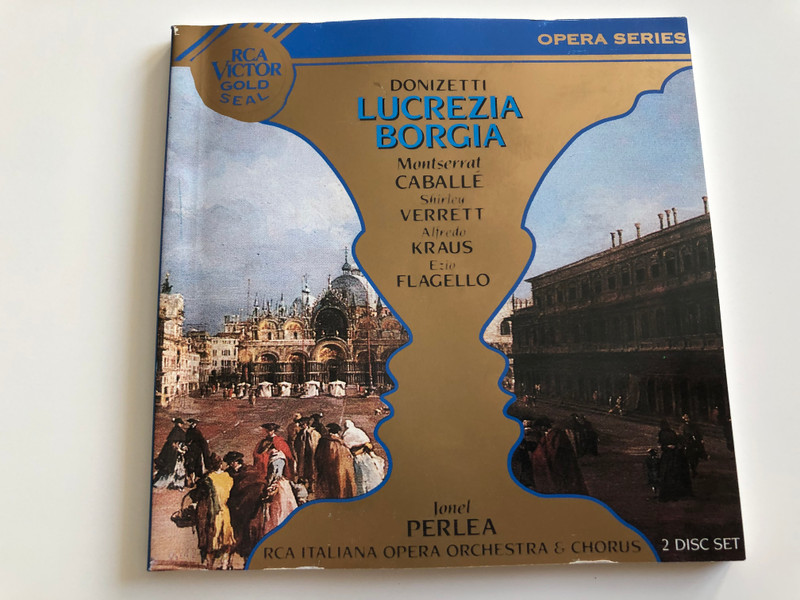 RCA
VICTOR
GOLD
SEAL
OPERA SERIES
DONIZETTI
LUCREZIA
BORGIA
Montserrat
CABALLÉ
Shirley
VERRETT
Alfredo
KRAUS
Ezio
FLAGELLO
Ionel
PERLEA
RCA ITALIANA OPERA ORCHESTRA & CHORUS
2 DISC SET